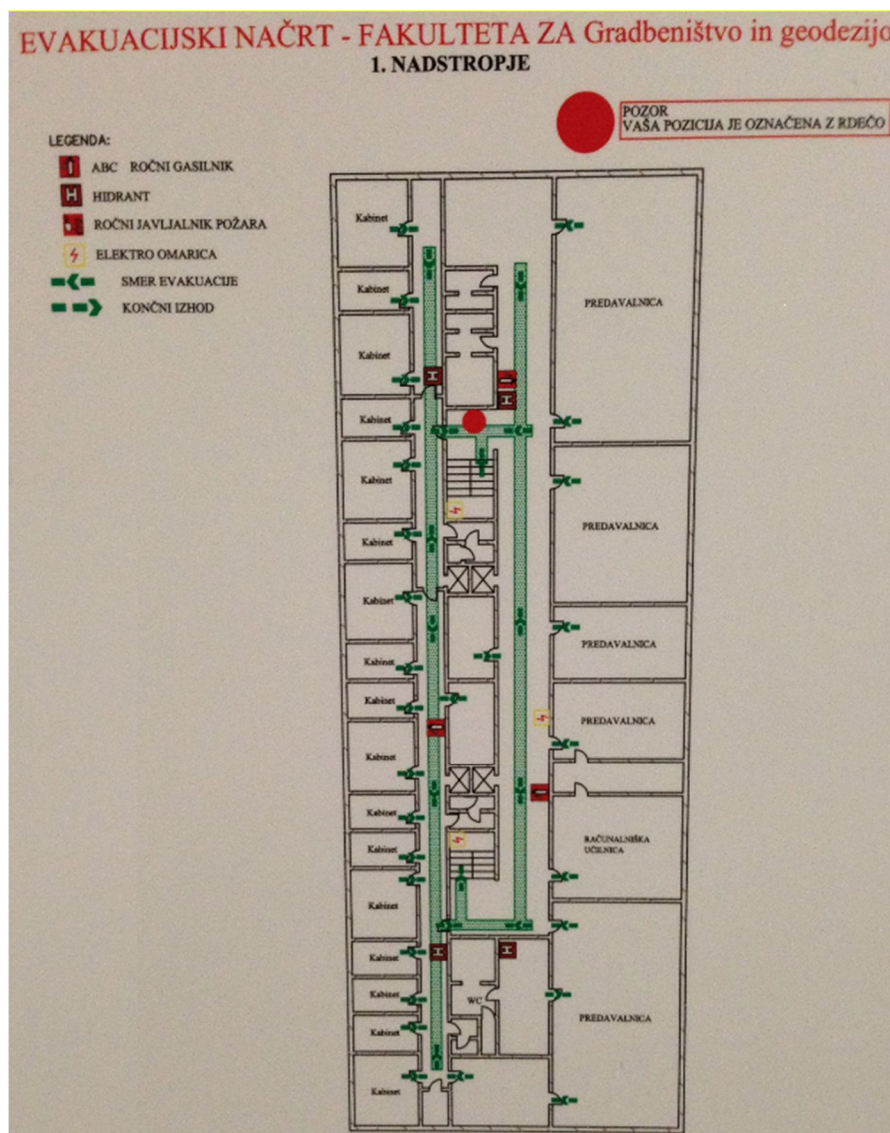 EVAKUACIJSKI NAČRT - FAKULTETA ZA Gradbeništvo in geodezijo
1. NADSTROPJE
POZOR
VAŠA POZICIJA JE OZNAČENA Z RDEČO
LEGENDA:
ABC ROČNI GASILNIK
H HIDRANT
ROČNI JAVLJALNIK POŽARA
ELEKTRO OMARICA
SMER EVAKUACIJE
KONČNI IZHOD
Kabinet
Kabinet
PREDAVALNICA
Kabinet
H
H
Kabinet
Kabinet
PREDAVALNICA
Kabinet
Kabinet
PREDAVALNICA
Kabinet
Kabinet
PREDAVALNICA
Kabinet
Kabinet
RAČUNALNIŠKA
UČILNICA
Kabinet
Kabinet
H
H
Kabinet
Kabinet
WC
PREDAVALNICA
Kabinet
Kabinet